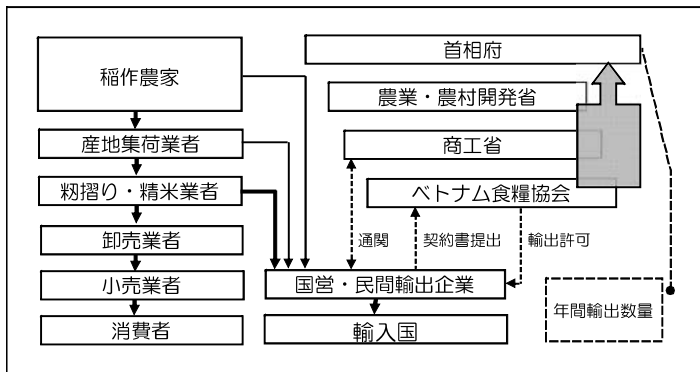 稲作農家
産地集荷業者
籾摺り・精米業者
卸売業者
小売業者
消費者
首相府
農業・農村開発省
商工省
ベトナム食糧協会
通関
契約書提出
輸出許可
国営・民間輸出企業
輸入国
年間輸出数量